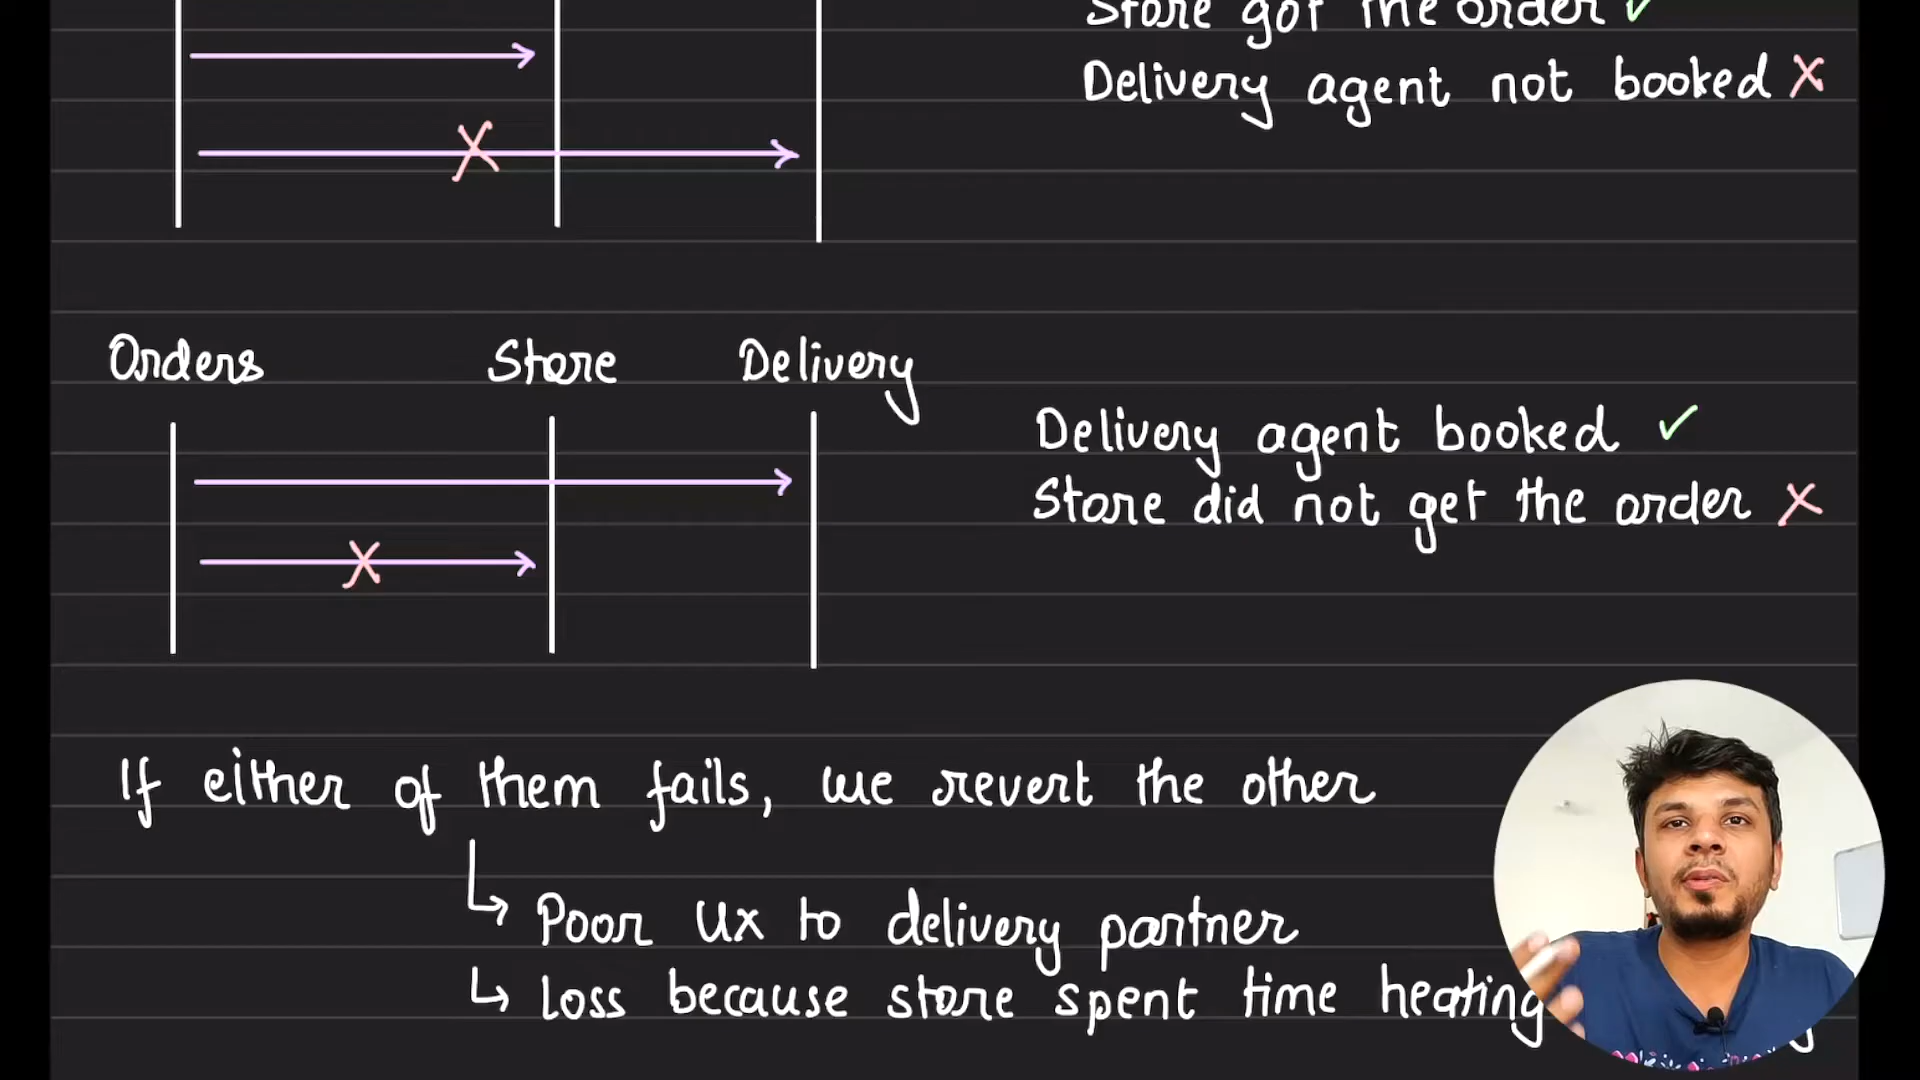 Store got the order ✓
Delivery agent not booked X
X
Orders Store Delivery
Delivery agent booked ✓
Store did not get the order X
X
If either of them fails, we revert the other
↳ Poor UX to delivery partner
↳ loss because store spent time heating